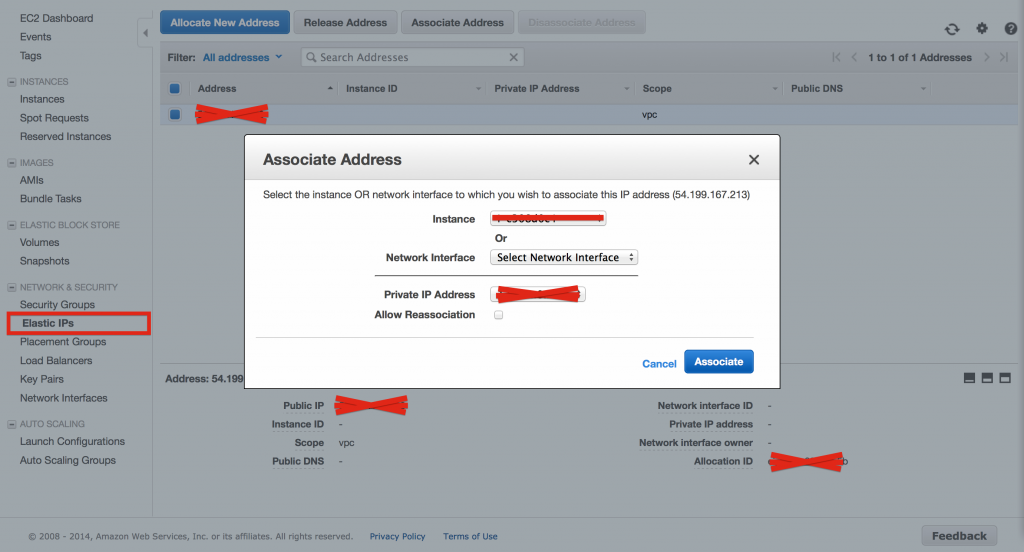 EC2 Dashboard
Events
Tags
INSTANCES
Instances
Spot Requests
Reserved Instances
IMAGES
AMIs
Bundle Tasks
ELASTIC BLOCK STORE
Volumes
Snapshots
NETWORK & SECURITY
Security Groups
Elastic IPs
Placement Groups
Load Balancers
Key Pairs
Network Interfaces
AUTO SCALING
Launch Configurations
Auto Scaling Groups
Allocate New Address Release Address Associate Address Disassociate Address
Filter: All addresses Search Addresses 1 to 1 of 1 Addresses
Address Instance ID Private IP Address Scope Public DNS
vpc
Associate Address
Select the instance OR network interface to which you wish to associate this IP address (54.199.167.213)
Instance
Or
Network Interface Select Network Interface
Private IP Address
Allow Reassociation
Cancel Associate
Address: 54.199
Public IP Network interface ID -
Instance ID - Private IP address -
Scope vpc Network interface owner -
Public DNS - Allocation ID
© 2008 - 2014, Amazon Web Services, Inc. or its affiliates. All rights reserved. Privacy Policy Terms of Use Feedback